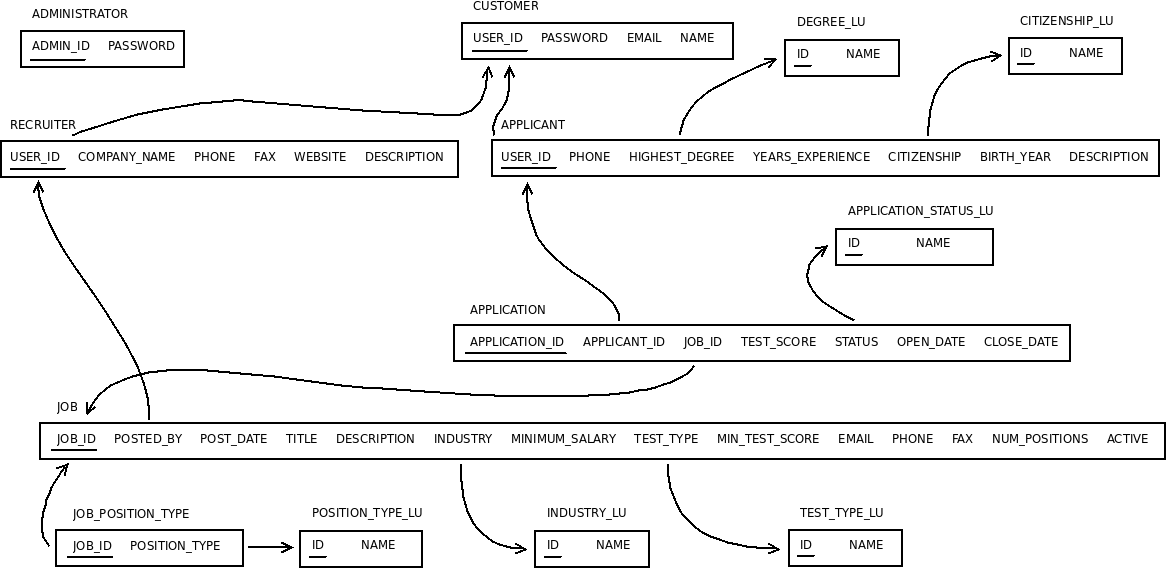 ADMINISTRATOR
ADMIN_ID PASSWORD
CUSTOMER
USER_ID PASSWORD EMAIL NAME
DEGREE_LU
ID NAME
CITIZENSHIP_LU
ID NAME
RECRUITER
USER_ID COMPANY_NAME PHONE FAX WEBSITE DESCRIPTION
APPLICANT
USER_ID PHONE HIGHEST_DEGREE YEARS_EXPERIENCE CITIZENSHIP BIRTH_YEAR DESCRIPTION
APPLICATION_STATUS_LU
ID NAME
APPLICATION
APPLICATION_ID APPLICANT_ID JOB_ID TEST_SCORE STATUS OPEN_DATE CLOSE_DATE
JOB
JOB_ID POSTED_BY POST_DATE TITLE DESCRIPTION INDUSTRY MINIMUM_SALARY TEST_TYPE MIN_TEST_SCORE EMAIL PHONE FAX NUM_POSITIONS ACTIVE
JOB_POSITION_TYPE
JOB_ID POSITION_TYPE
POSITION_TYPE_LU
ID NAME
INDUSTRY_LU
ID NAME
TEST_TYPE_LU
ID NAME